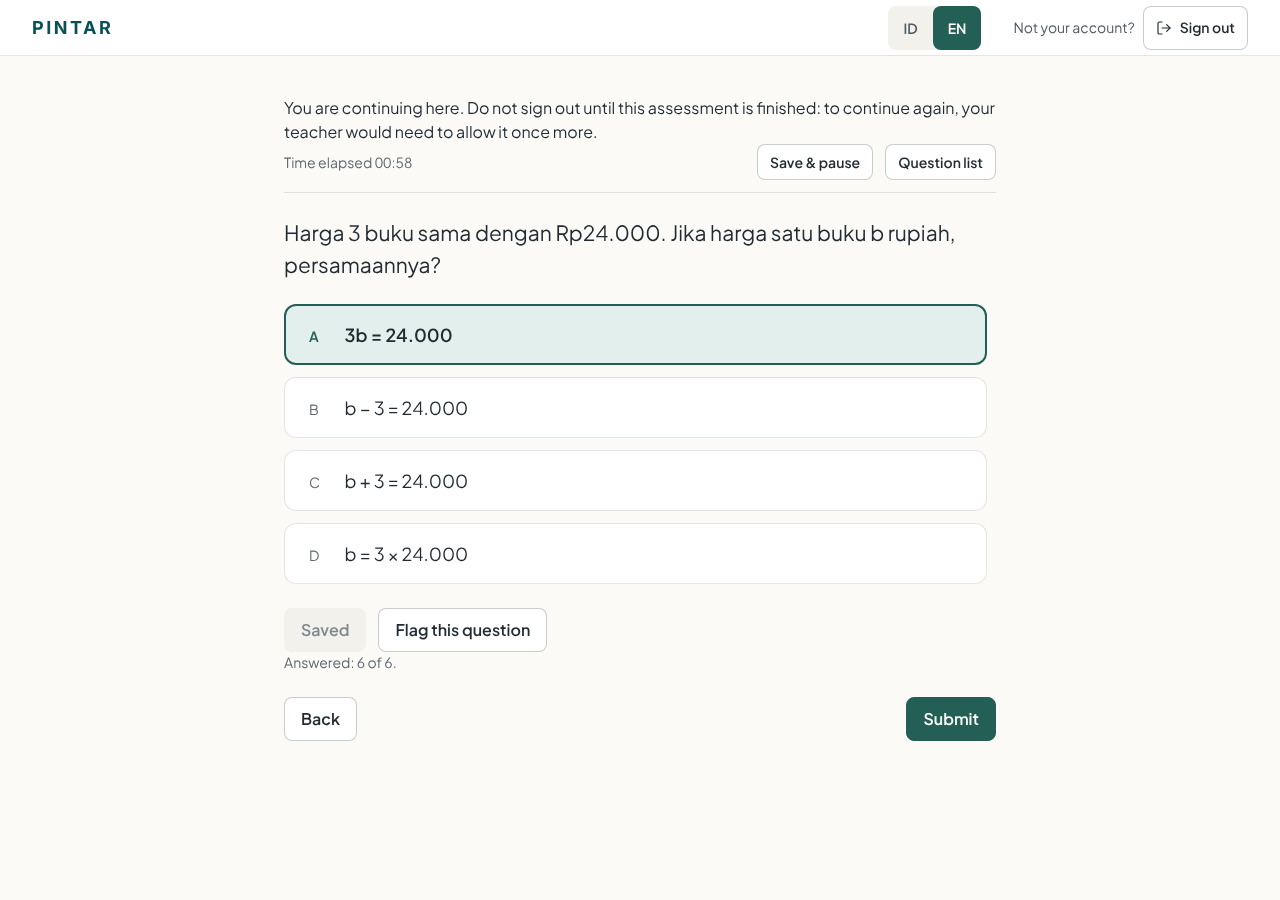 PINTAR
ID
EN
Not your account?
Sign out
You are continuing here. Do not sign out until this assessment is finished: to continue again, your
teacher would need to allow it once more.
Time elapsed 00:58
Save & pause
Question list
Harga 3 buku sama dengan Rp24.000. Jika harga satu buku b rupiah,
persamaannya?
A 3b = 24.000
B b − 3 = 24.000
C b + 3 = 24.000
D b = 3 × 24.000
Saved
Flag this question
Answered: 6 of 6.
Back
Submit